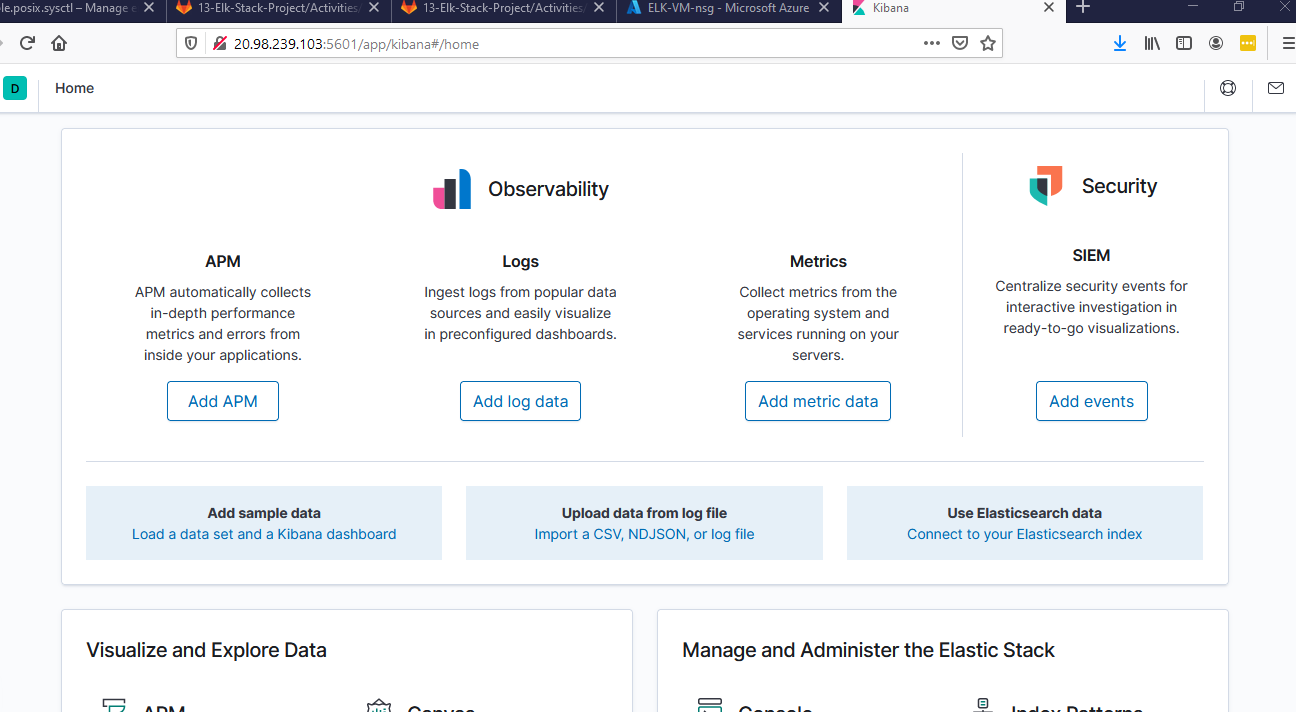 le.posix.sysctl – Manage e
13-Elk-Stack-Project/Activities/
13-Elk-Stack-Project/Activities/
ELK-VM-nsg - Microsoft Azure
Kibana
20.98.239.103:5601/app/kibana#/home
D
Home
Observability
Security
APM
APM automatically collects
in-depth performance
metrics and errors from
inside your applications.
Add APM
Logs
Ingest logs from popular data
sources and easily visualize
in preconfigured dashboards.
Add log data
Metrics
Collect metrics from the
operating system and
services running on your
servers.
Add metric data
SIEM
Centralize security events for
interactive investigation in
ready-to-go visualizations.
Add events
Add sample data
Load a data set and a Kibana dashboard
Upload data from log file
Import a CSV, NDJSON, or log file
Use Elasticsearch data
Connect to your Elasticsearch index
Visualize and Explore Data
APM
Canvas
Manage and Administer the Elastic Stack
Console
Index Patterns